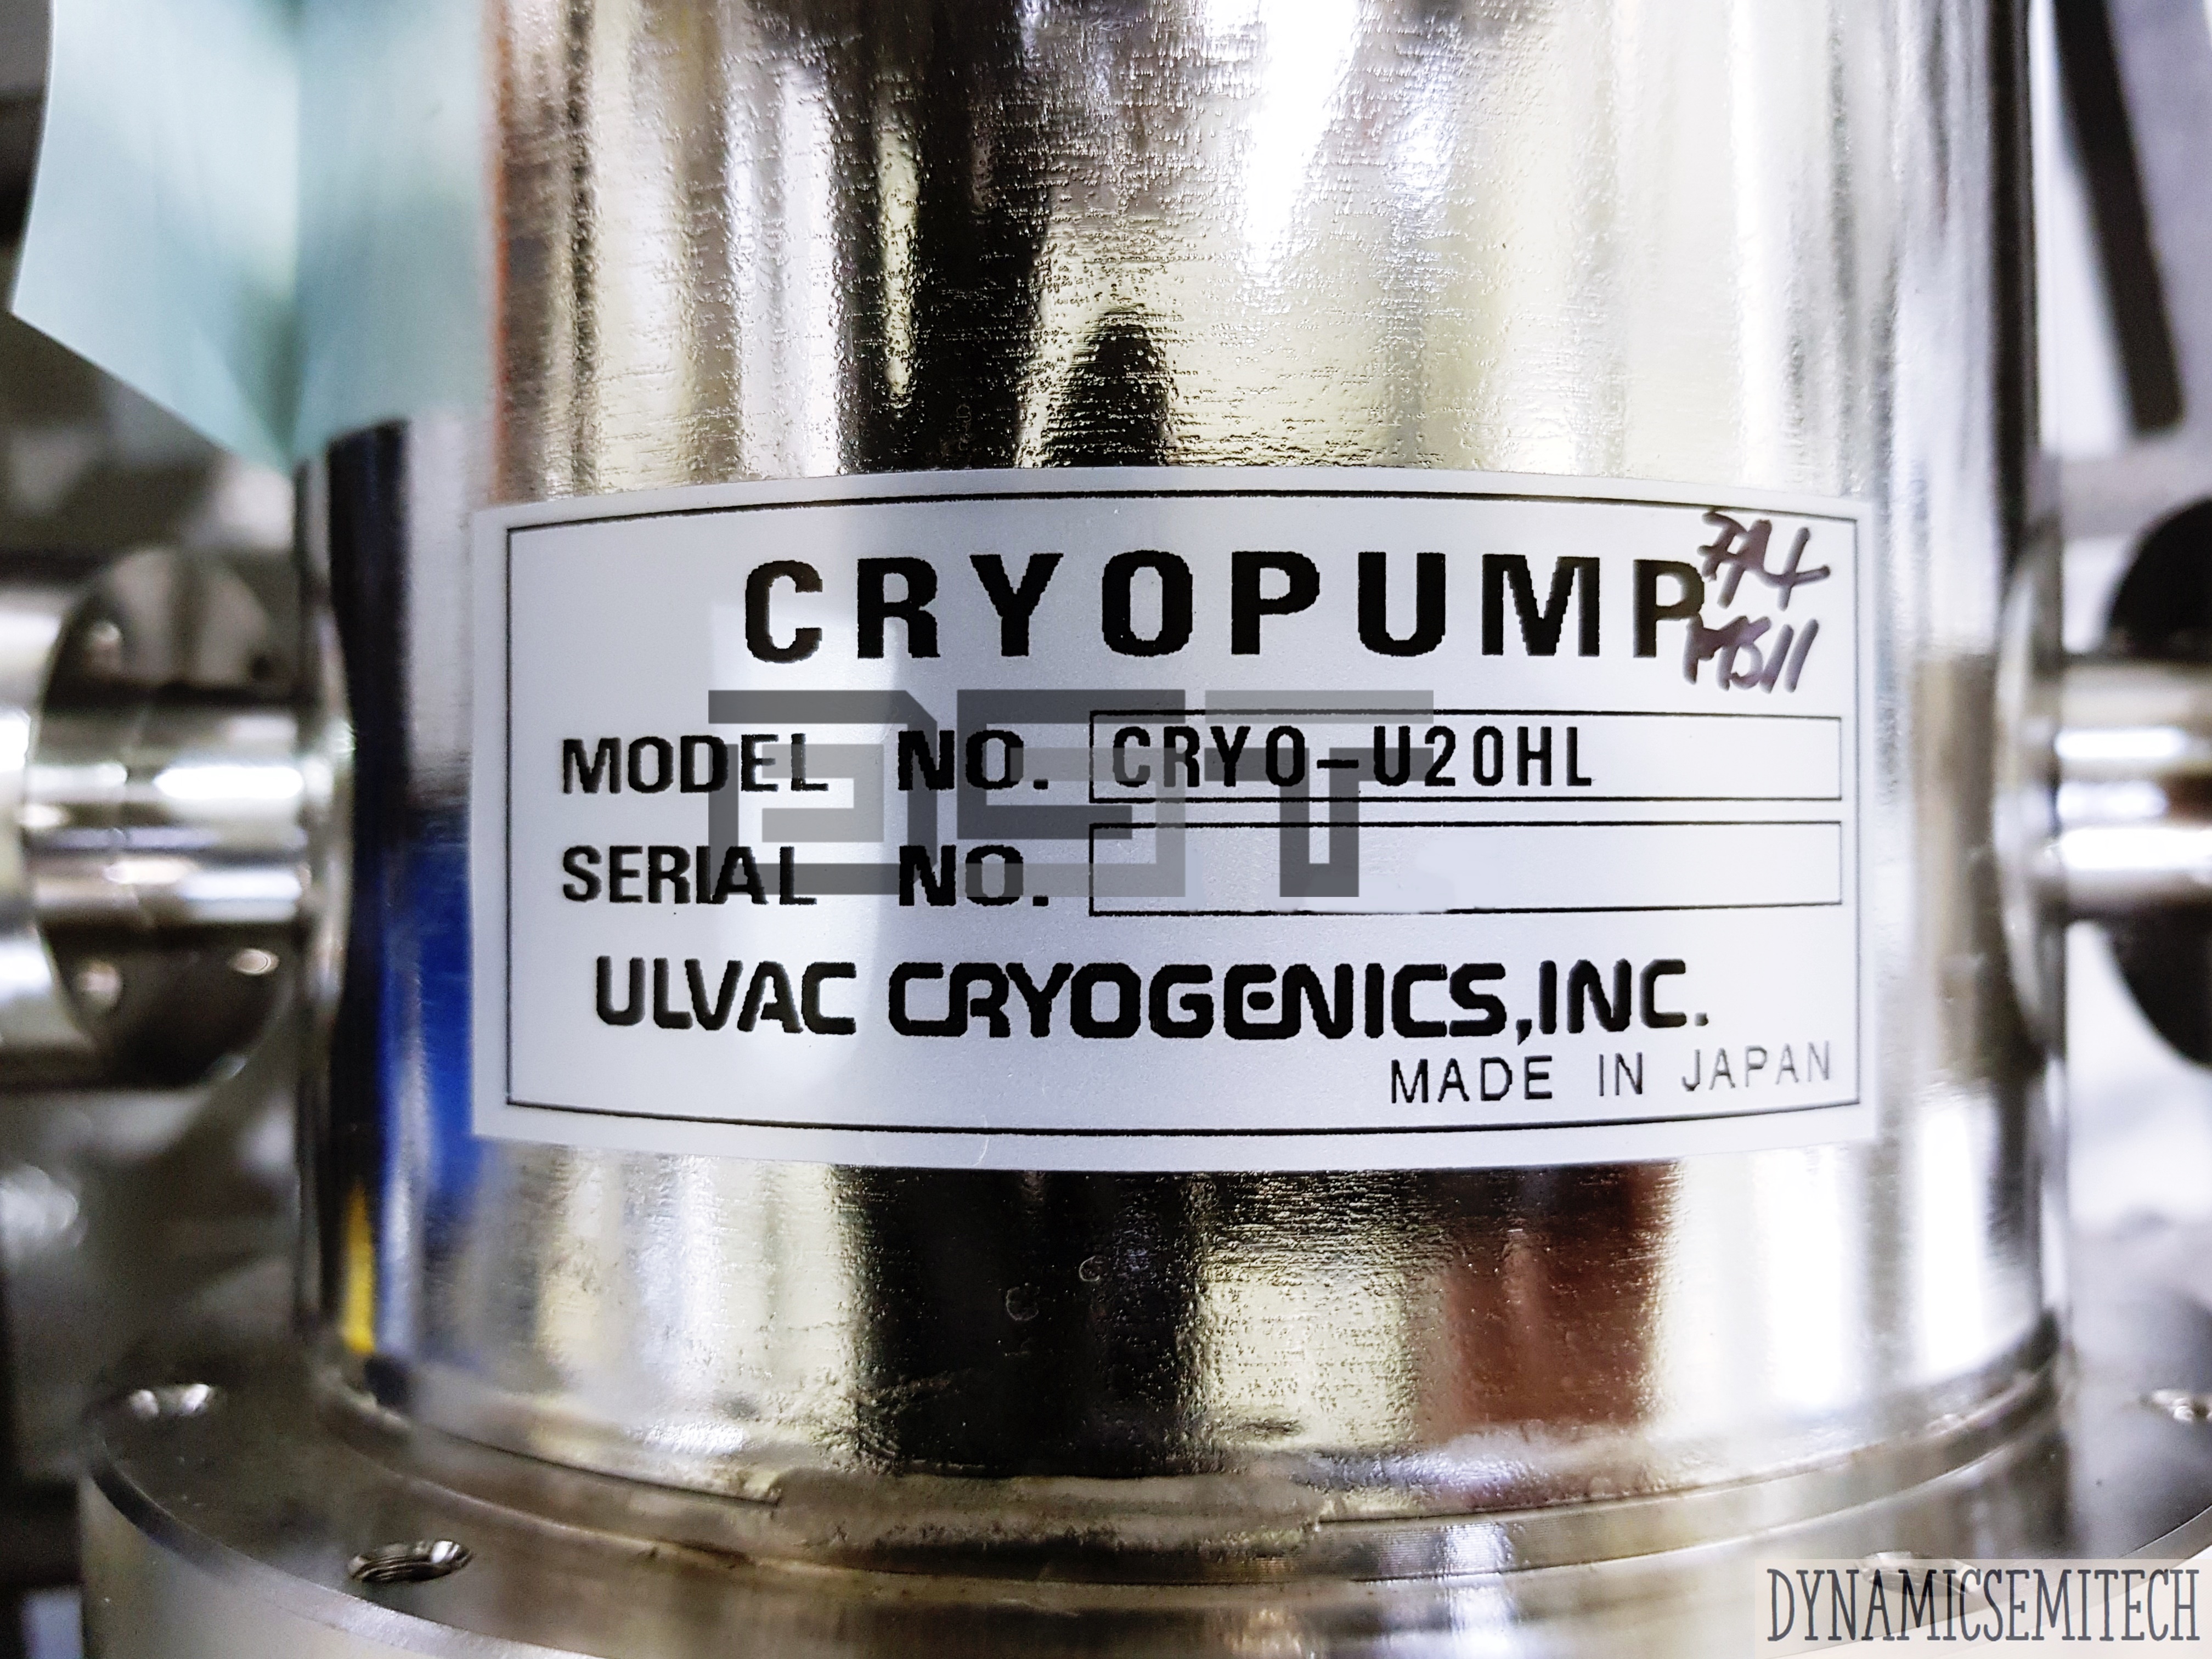 CRYOPUMP
MODEL NO. CRYO-U20HL
SERIAL NO.
ULVAC CRYOGENICS,INC.
MADE IN JAPAN
DST
DYNAMICSEMITECH